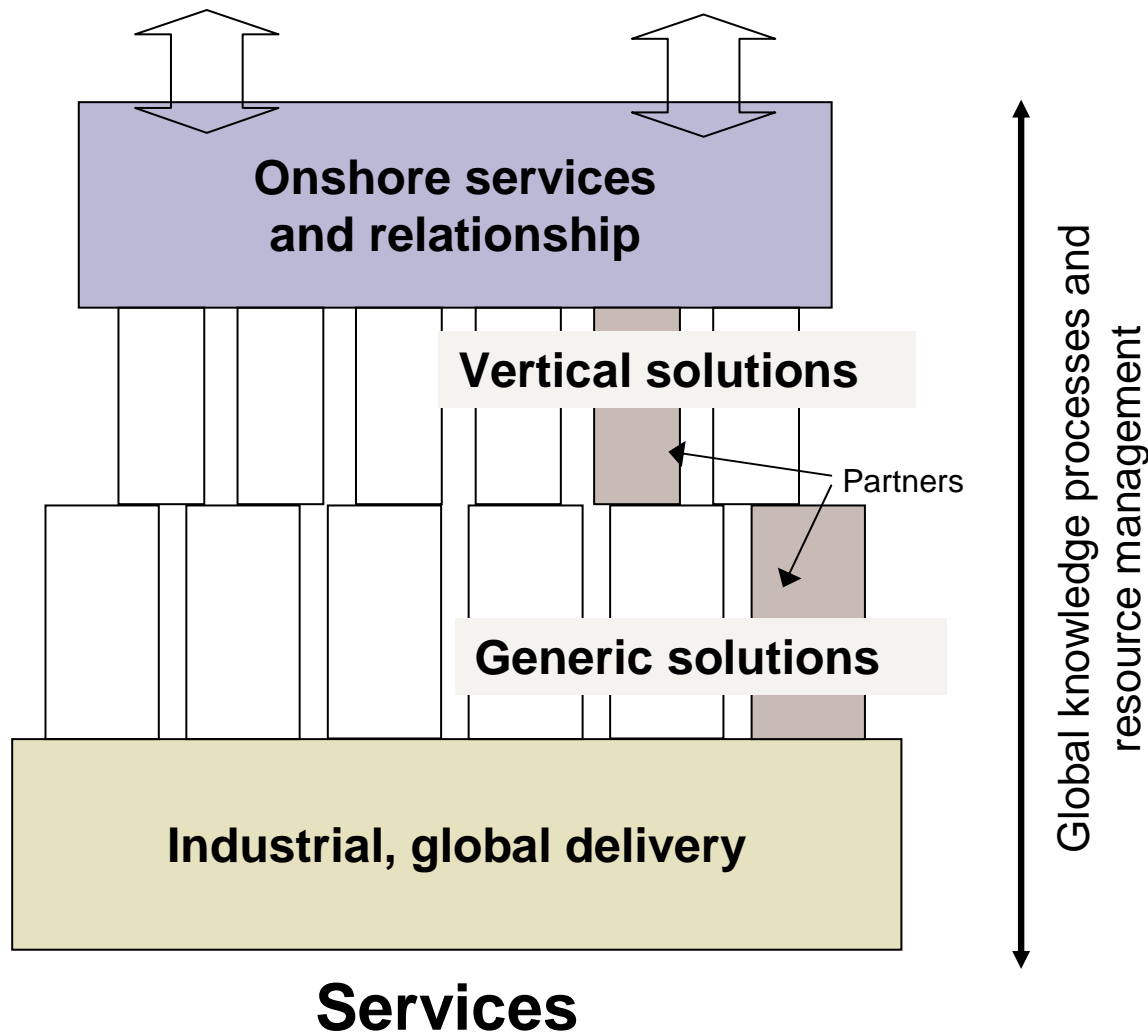 Onshore services
and relationship
Vertical solutions
Partners
Generic solutions
Industrial, global delivery
Services
Global knowledge processes and
resource management